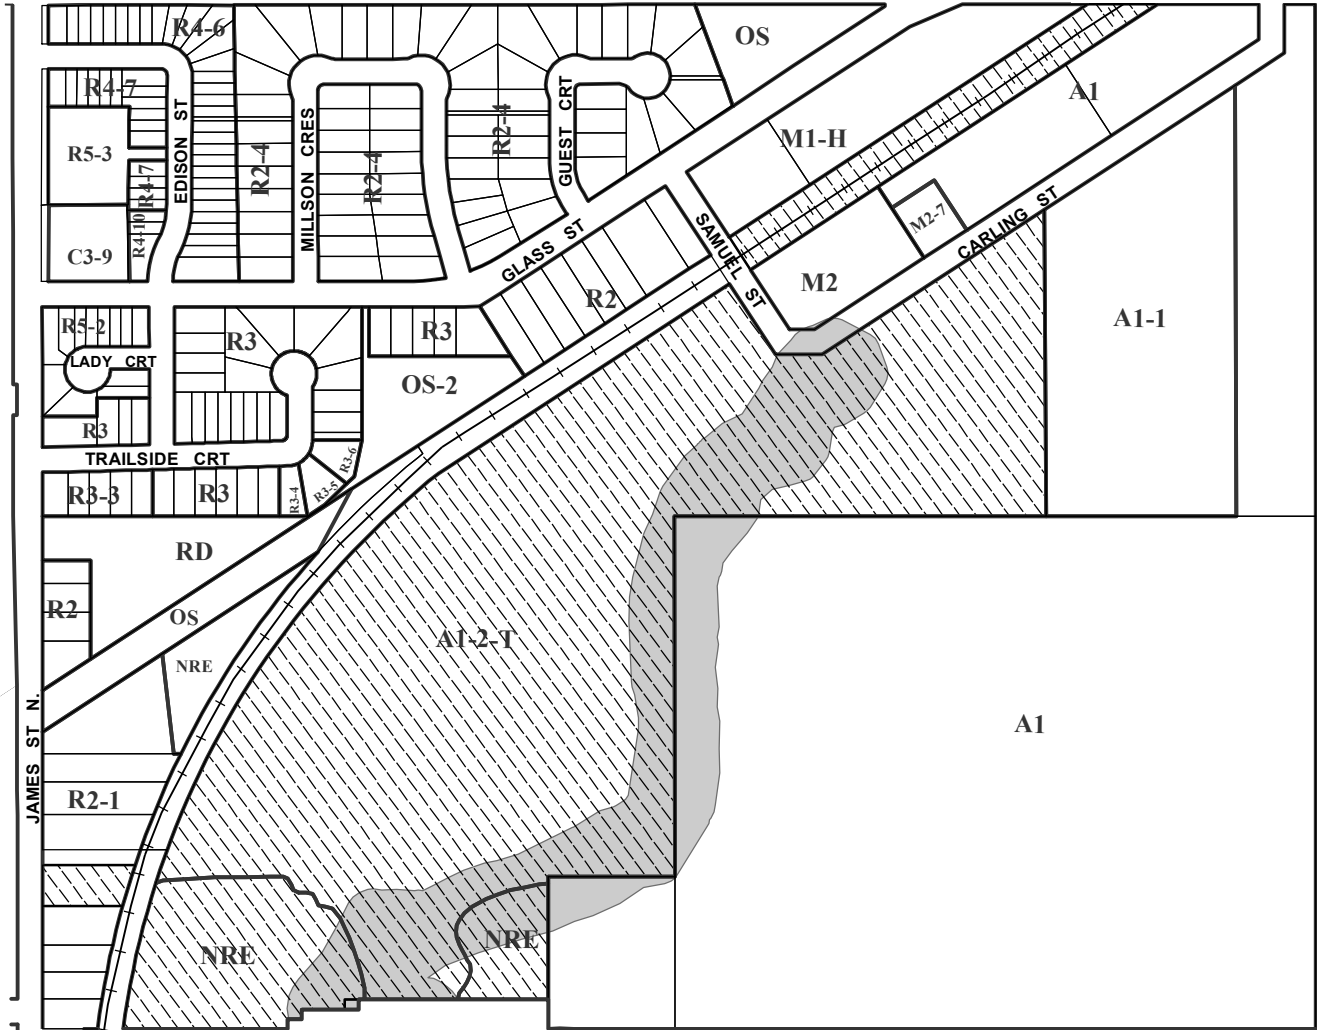 R4-6
OS
R4-7
A1
EDISON ST
MILLSON CRES
GUEST CRT
R2-4
M1-H
R5-3
R2-4
R2-4
R4-7
R4-10
M2-7
SAMUEL ST
CARLING ST
C3-9
GLASS ST
M2
R2
A1-1
R5-2
R3
R3
LADY CRT
OS-2
R3
TRAILSIDE CRT
R3-6
R3-3
R3
R3-4
R3-5
RD
R2
OS
A1-2-T
NRE
A1
JAMES ST N.
R2-1
NRE
NRE